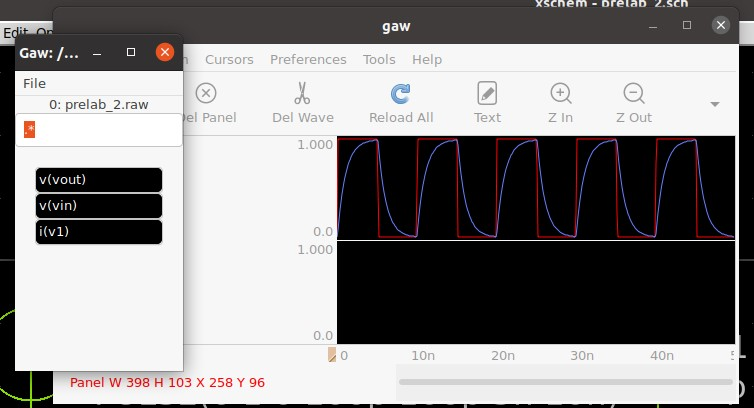 xschem - prelab_2.sch
gaw
Edit
Gaw: /...
Cursors Preferences Tools Help
File
Del Wave Reload All Text Z In Z Out
0: prelab_2.raw
.*
v(vout)
v(vin)
i(v1)
1.000
0.0
1.000
0.0
0 10n 20n 30n 40n
Panel W 398 H 103 X 258 Y 96